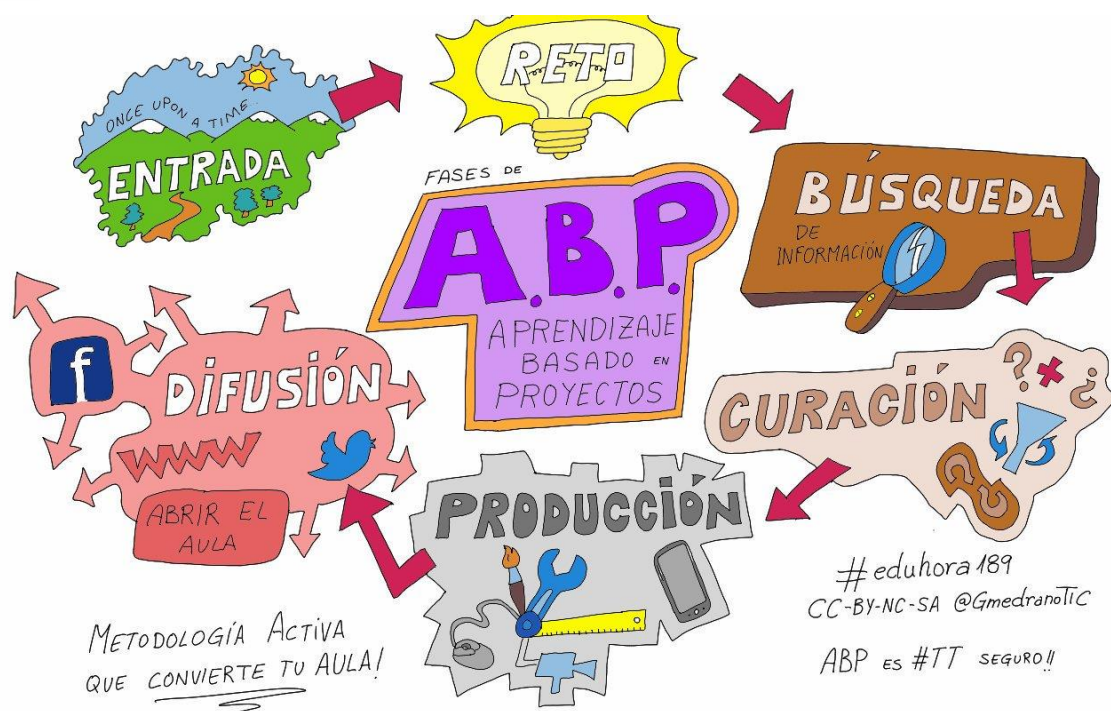 ONCE UPON A TIME..
ENTRADA
RETO
BÚSQUEDA
DE
INFORMACIÓN
FASES DE
A.B.P.
APRENDIZAJE
BASADO EN
PROYECTOS
CURACIÓN
? ¿
PRODUCCIÓN
f
DIFUSIÓN
WWW
ABRIR EL
AULA
METODOLOGÍA ACTIVA
QUE CONVIERTE TU AULA!
#eduhora189
CC-BY-NC-SA @GmedranoTIC
ABP ES #TT SEGURO!!